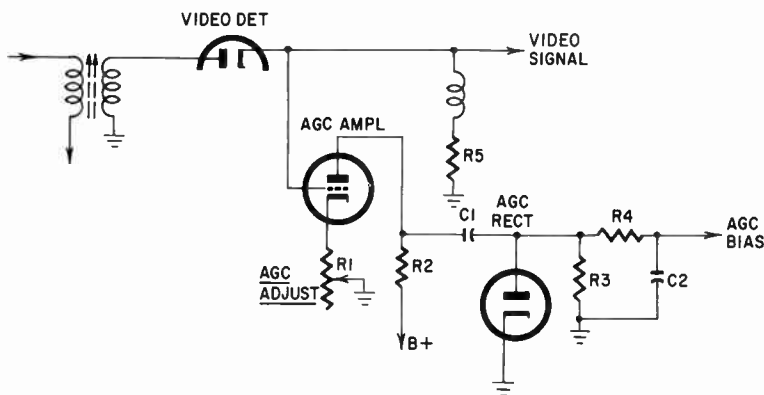 VIDEO DET
VIDEO
SIGNAL
AGC AMPL
R5
AGC
RECT
C1
R4
AGC
BIAS
R1
R2
R3
C2
AGC
ADJUST
B+